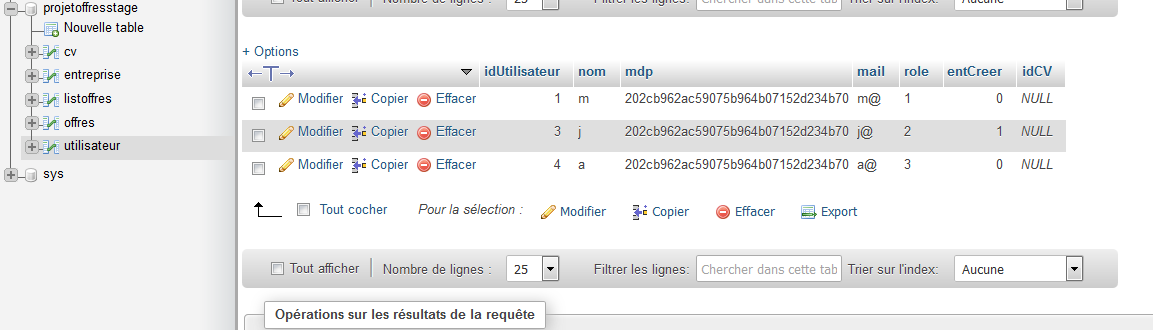 projetoffresstage
Nouvelle table
cv
entreprise
listoffres
offres
utilisateur
sys
Tout afficher Nombre de lignes : 25 Filtrer les lignes: Chercher dans cette tab Trier sur l'index: Aucune
+ Options
idUtilisateur nom mdp mail role entCreer idCV
Modifier Copier Effacer 1 m 202cb962ac59075b964b07152d234b70 m@ 1 0 NULL
Modifier Copier Effacer 3 j 202cb962ac59075b964b07152d234b70 j@ 2 1 NULL
Modifier Copier Effacer 4 a 202cb962ac59075b964b07152d234b70 a@ 3 0 NULL
Tout cocher Pour la sélection : Modifier Copier Effacer Export
Tout afficher Nombre de lignes : 25 Filtrer les lignes: Chercher dans cette tab Trier sur l'index: Aucune
Opérations sur les résultats de la requête